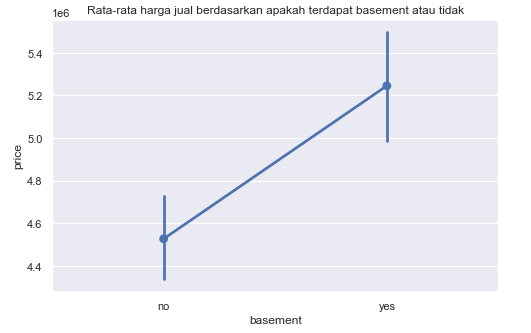 Rata-rata harga jual berdasarkan apakah terdapat basement atau tidak
1e6
5.4
5.2
5.0
4.8
4.6
4.4
price
no
yes
basement